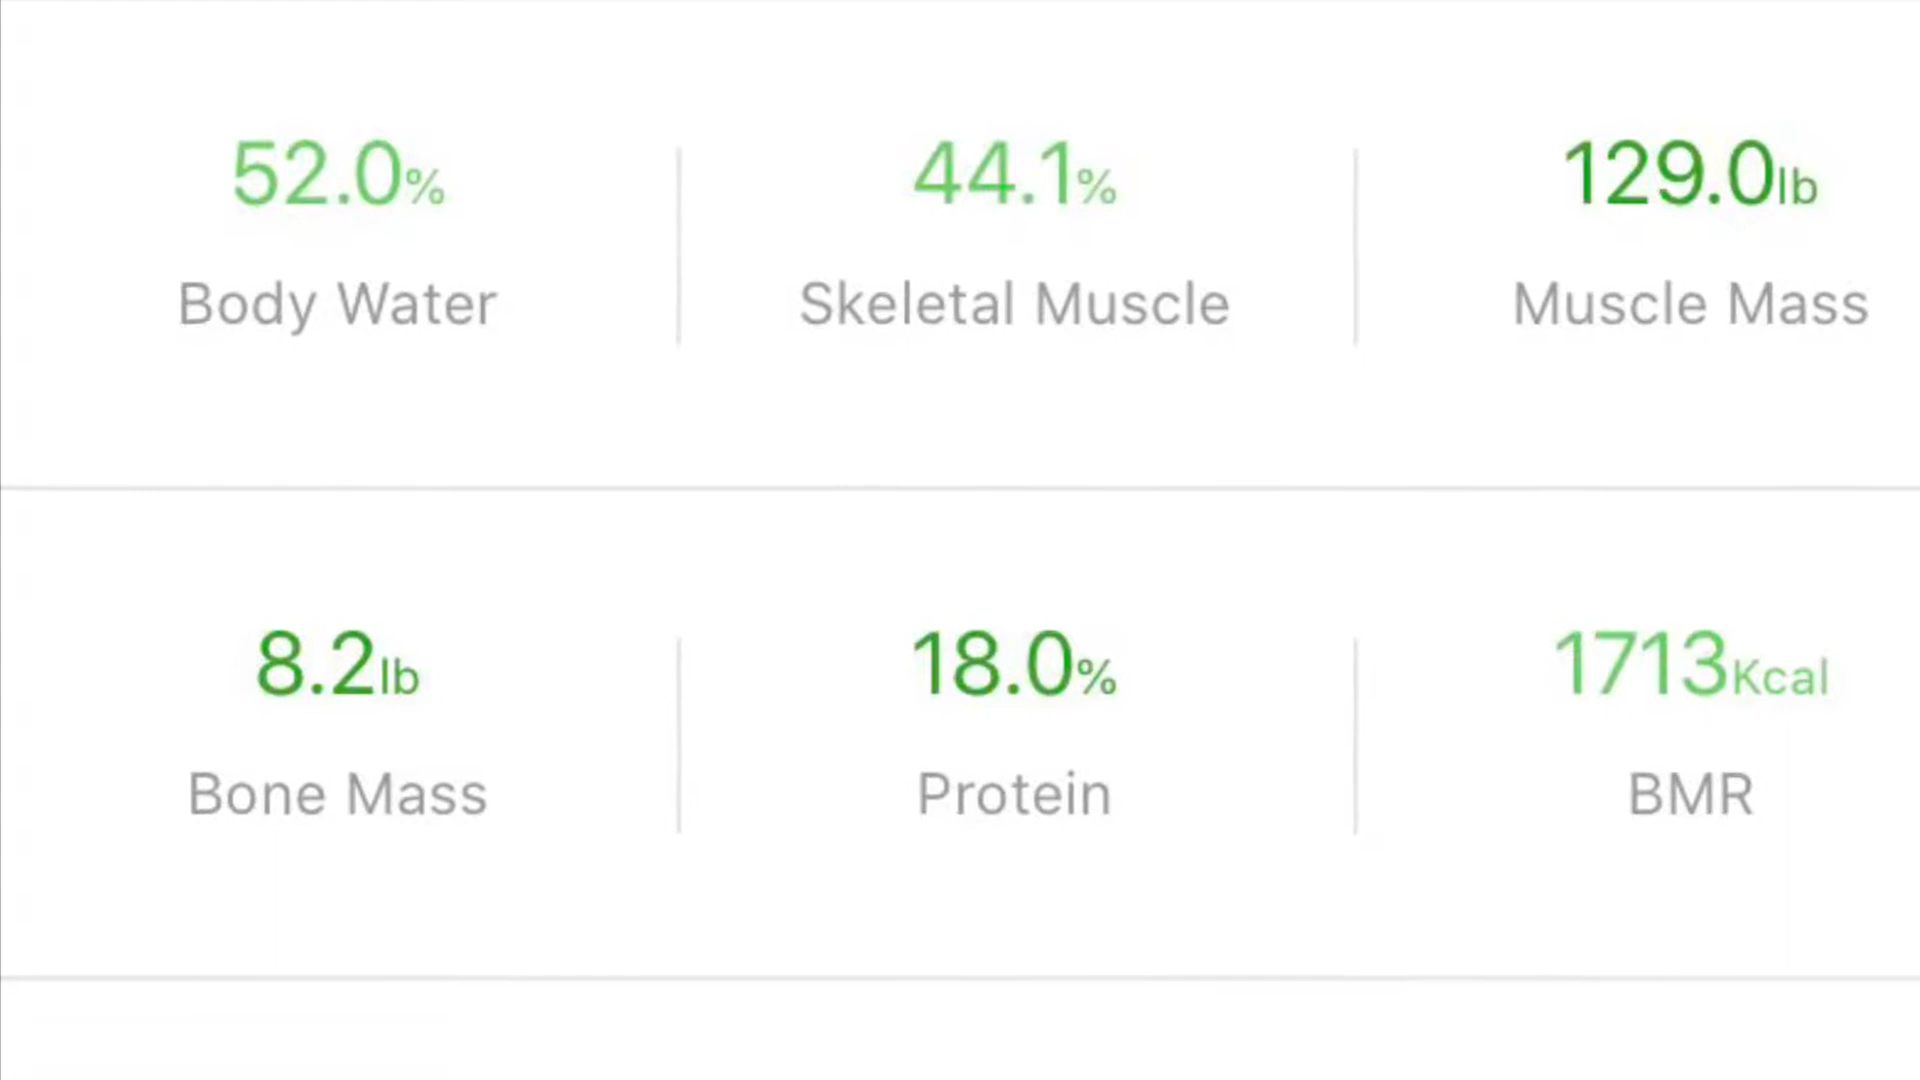 52.0% 44.1% 129.0lb
Body Water Skeletal Muscle Muscle Mass
8.2lb 18.0% 1713Kcal
Bone Mass Protein BMR